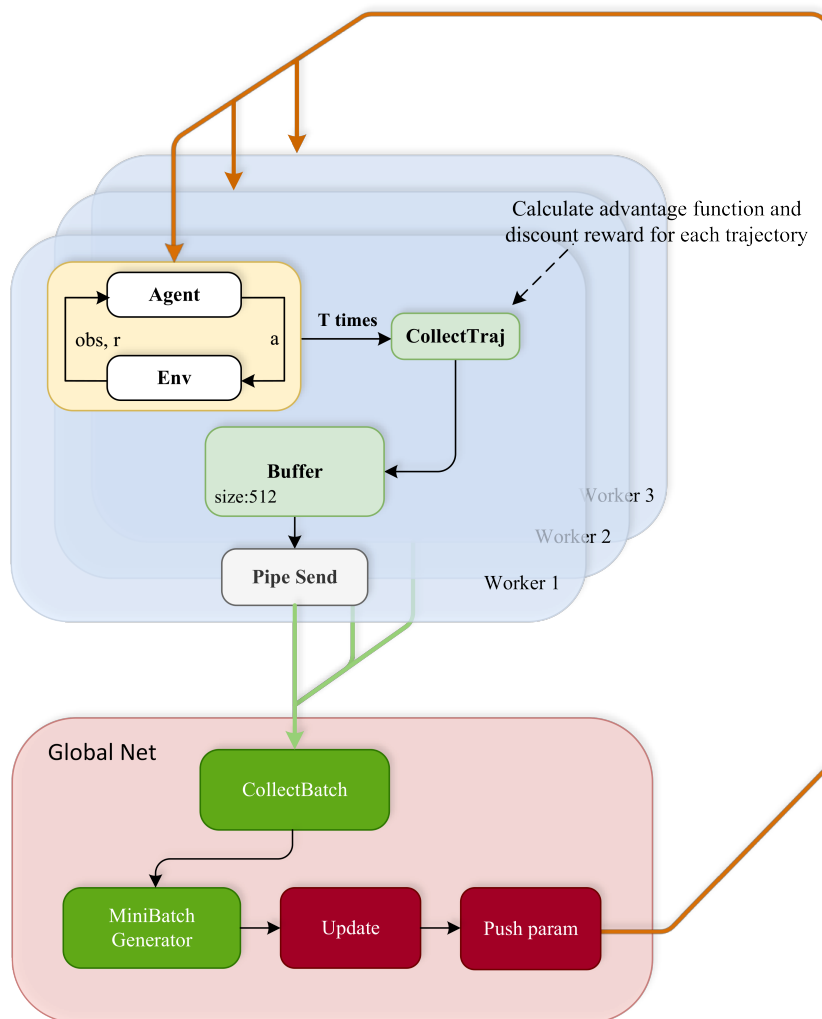 Calculate advantage function and
discount reward for each trajectory
Agent
T times
CollectTraj
obs, r
a
Env
Buffer
size:512
Worker 3
Worker 2
Pipe Send
Worker 1
Global Net
CollectBatch
MiniBatch
Generator
Update
Push param